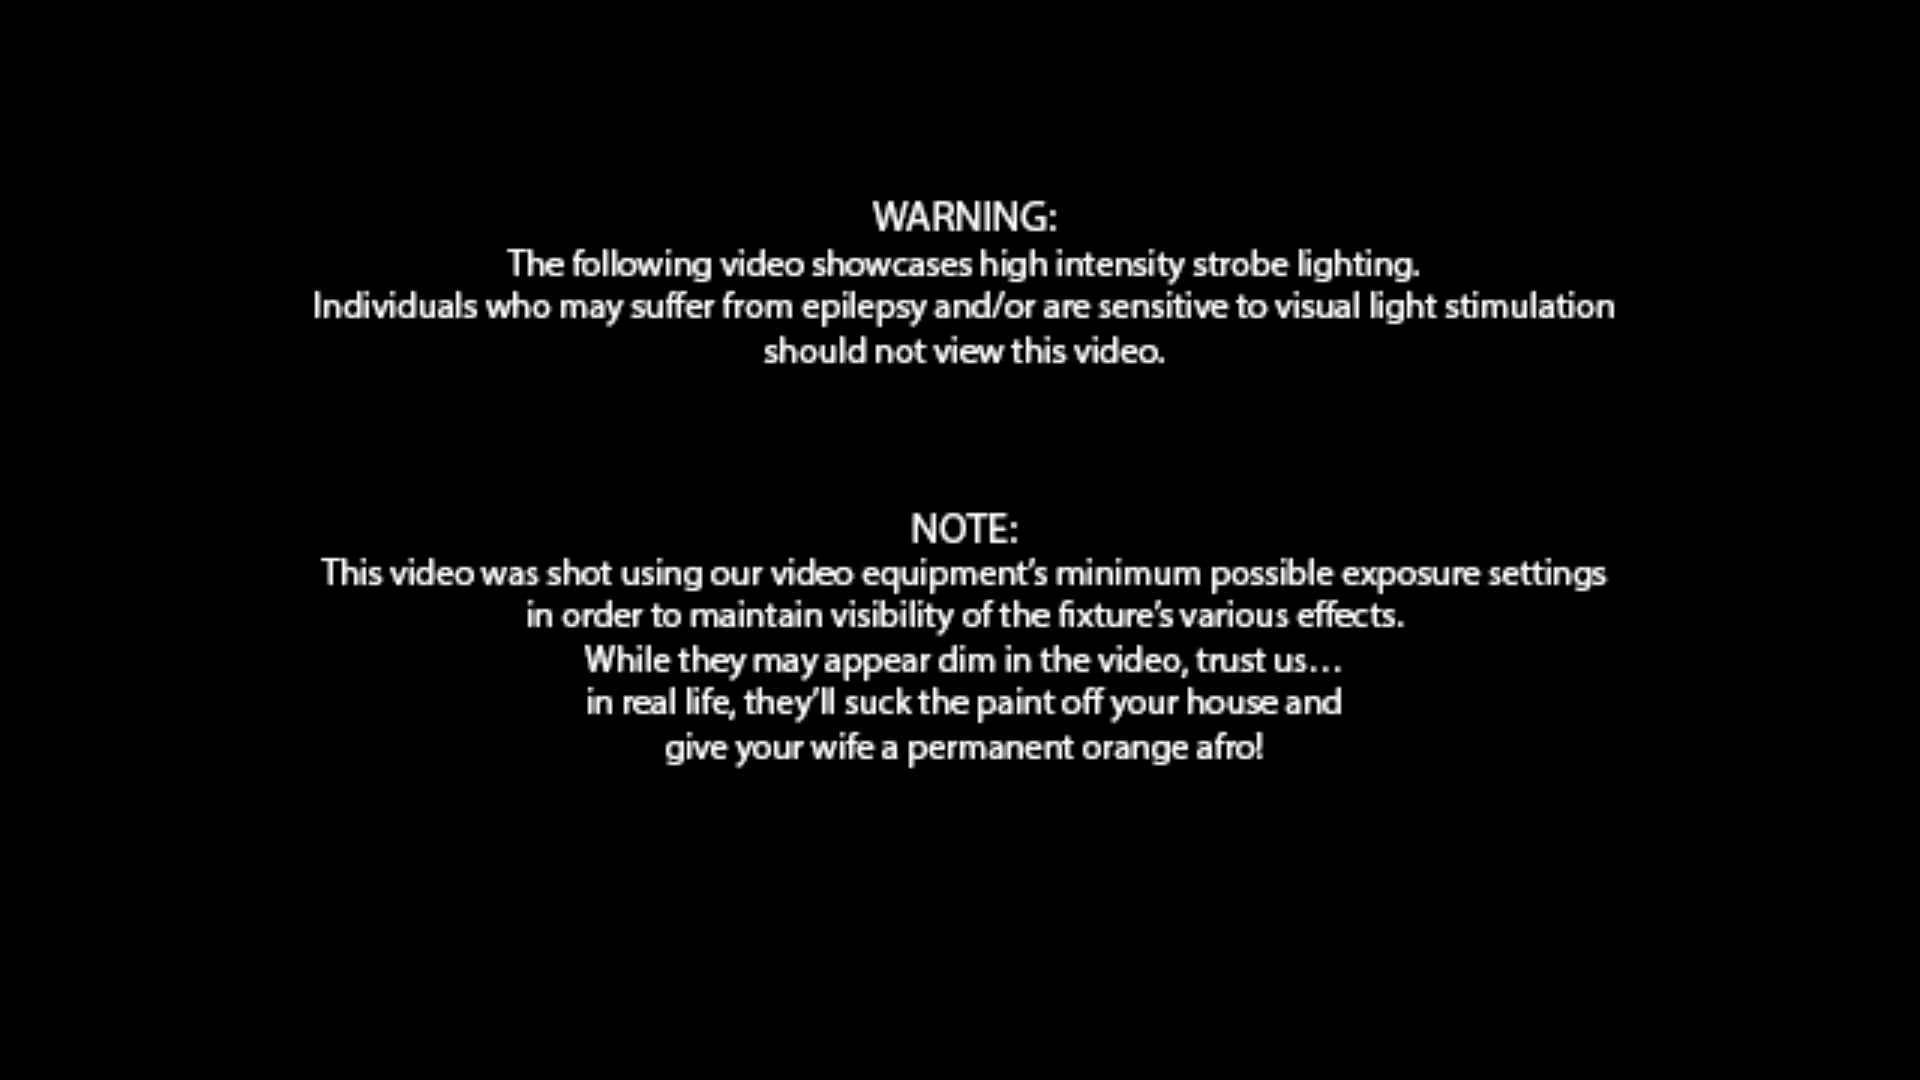 WARNING:
The following video showcases high intensity strobe lighting.
Individuals who may suffer from epilepsy and/or are sensitive to visual light stimulation
should not view this video.
NOTE:
This video was shot using our video equipment’s minimum possible exposure settings
in order to maintain visibility of the fixture’s various effects.
While they may appear dim in the video, trust us…
in real life, they’ll suck the paint off your house and
give your wife a permanent orange afro!